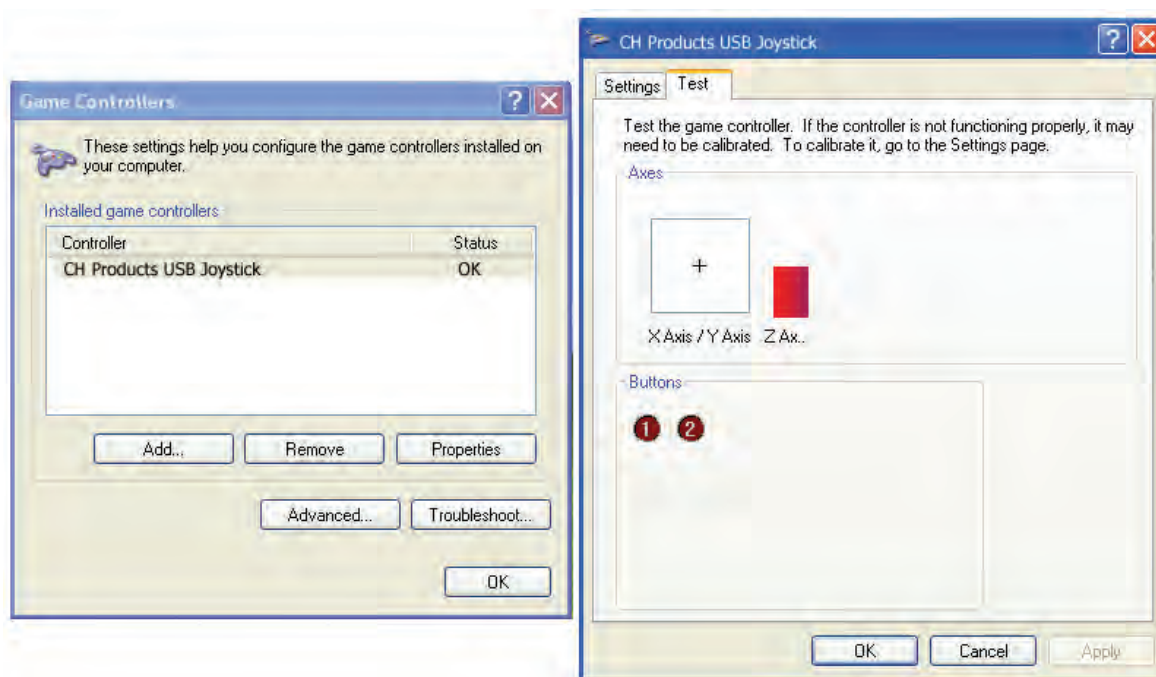 Game Controllers
These settings help you configure the game controllers installed on
your computer.
Installed game controllers
Controller Status
CH Products USB Joystick OK
Add... Remove Properties
Advanced... Troubleshoot...
OK
CH Products USB Joystick
Settings Test
Test the game controller. If the controller is not functioning properly, it may
need to be calibrated. To calibrate it, go to the Settings page.
Axes
X Axis / Y Axis Z Ax..
Buttons
1 2
OK Cancel Apply